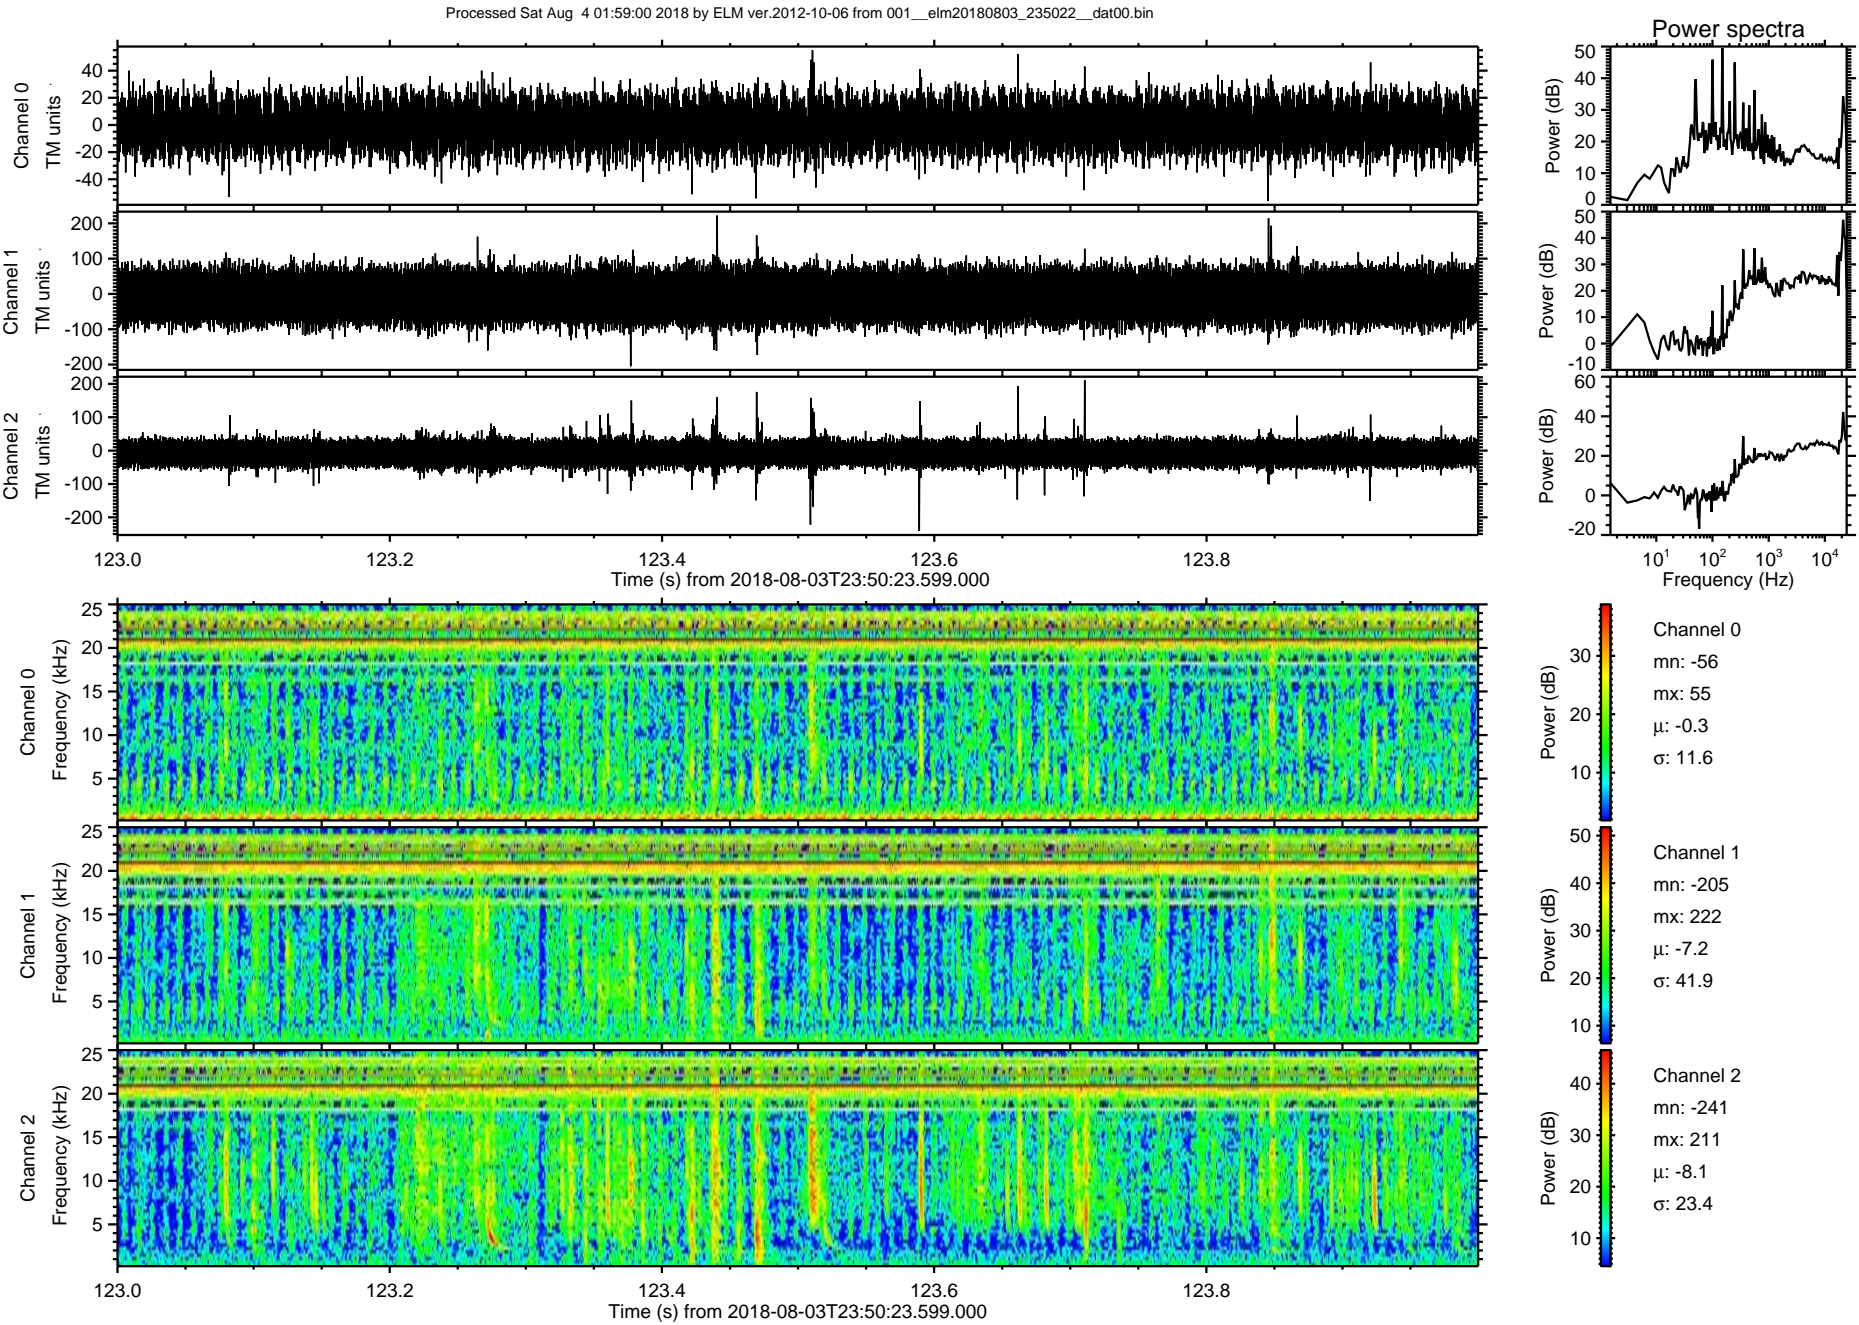 Processed Sat Aug  4 01:59:00 2018 by ELM ver.2012-10-06 from 001__elm20180803_235022__dat00.bin
Power spectra
Channel 0
TM units
40
20
0
-20
-40
Power (dB)
50
40
30
20
10
0
Channel 1
TM units
200
100
0
-100
-200
Power (dB)
50
40
30
20
10
0
-10
Channel 2
TM units
200
100
0
-100
-200
Power (dB)
60
40
20
0
-20
123.0 123.2 123.4 123.6 123.8
Time (s) from 2018-08-03T23:50:23.599.000
10^1 10^2 10^3 10^4
Frequency (Hz)
Channel 0
Frequency (kHz)
25
20
15
10
5
Power (dB)
30
20
10
Channel 0
mn: -56
mx: 55
μ: -0.3
σ: 11.6
Channel 1
Frequency (kHz)
25
20
15
10
5
Power (dB)
50
40
30
20
10
Channel 1
mn: -205
mx: 222
μ: -7.2
σ: 41.9
Channel 2
Frequency (kHz)
25
20
15
10
5
Power (dB)
40
30
20
10
Channel 2
mn: -241
mx: 211
μ: -8.1
σ: 23.4
123.0 123.2 123.4 123.6 123.8
Time (s) from 2018-08-03T23:50:23.599.000